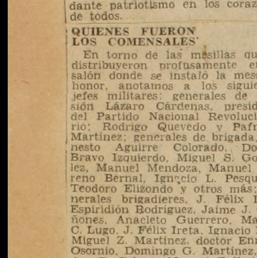 dante patriotismo en los coraz
de todos.
QUIENES FUERON
LOS COMENSALES
En torno de las mesillas qu
distribuyeron profusamente e
salón donde se instaló la mes
honor, anotamos a los siguie
jefes militares: generales de
sión Lázaro Cárdenas, presid
del Partido Nacional Revoluci
rio; Rodrigo Quevedo y Paf
Martínez; generales de brigada,
nesto Aguirre Colorado, Do
Bravo Izquierdo, Miguel S. Go
lez, Manuel Mendoza, Manuel
reno Bernal, Ignacio L. Pesqu
Teodoro Elizondo y otros más;
nerales brigadieres, J. Félix I
Espiridión Rodríguez, Jaime J.
ñones, Anacleto Guerrero, Ma
C. Lugo, J. Félix Ireta, Ignacio
Miguel Z. Martínez, doctor Enr
Osornio, Domingo G. Martínez,